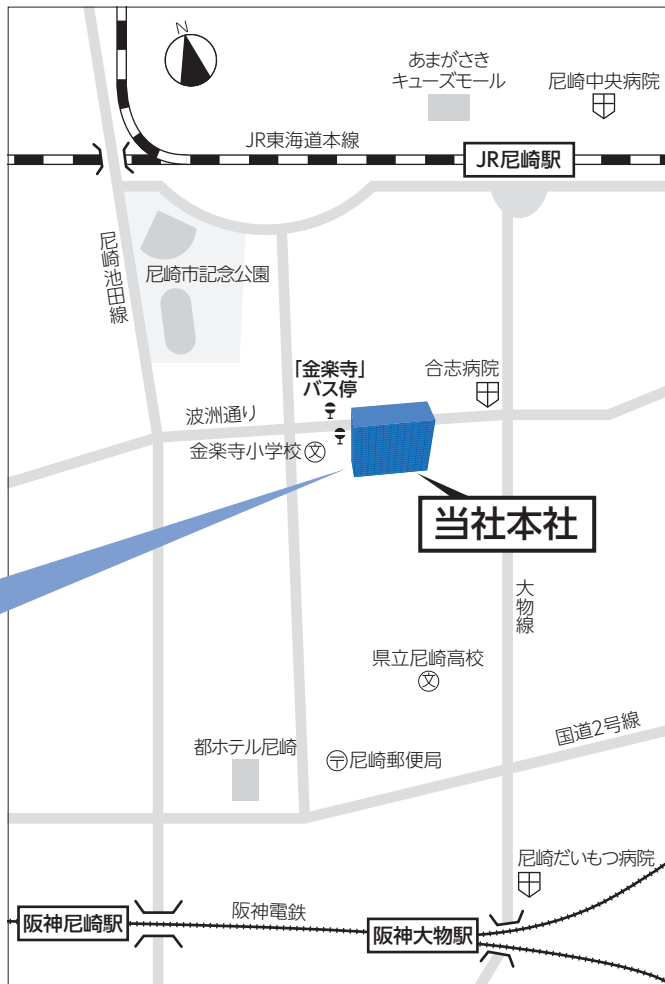 N
あまがさき
キューズモール
尼崎中央病院
JR東海道本線
JR尼崎駅
尼崎池田線
尼崎市記念公園
「金楽寺」
バス停
合志病院
波洲通り
金楽寺小学校
文
当社本社
大物線
県立尼崎高校
文
国道2号線
都ホテル尼崎
〒尼崎郵便局
尼崎だいもつ病院
阪神尼崎駅
阪神電鉄
阪神大物駅